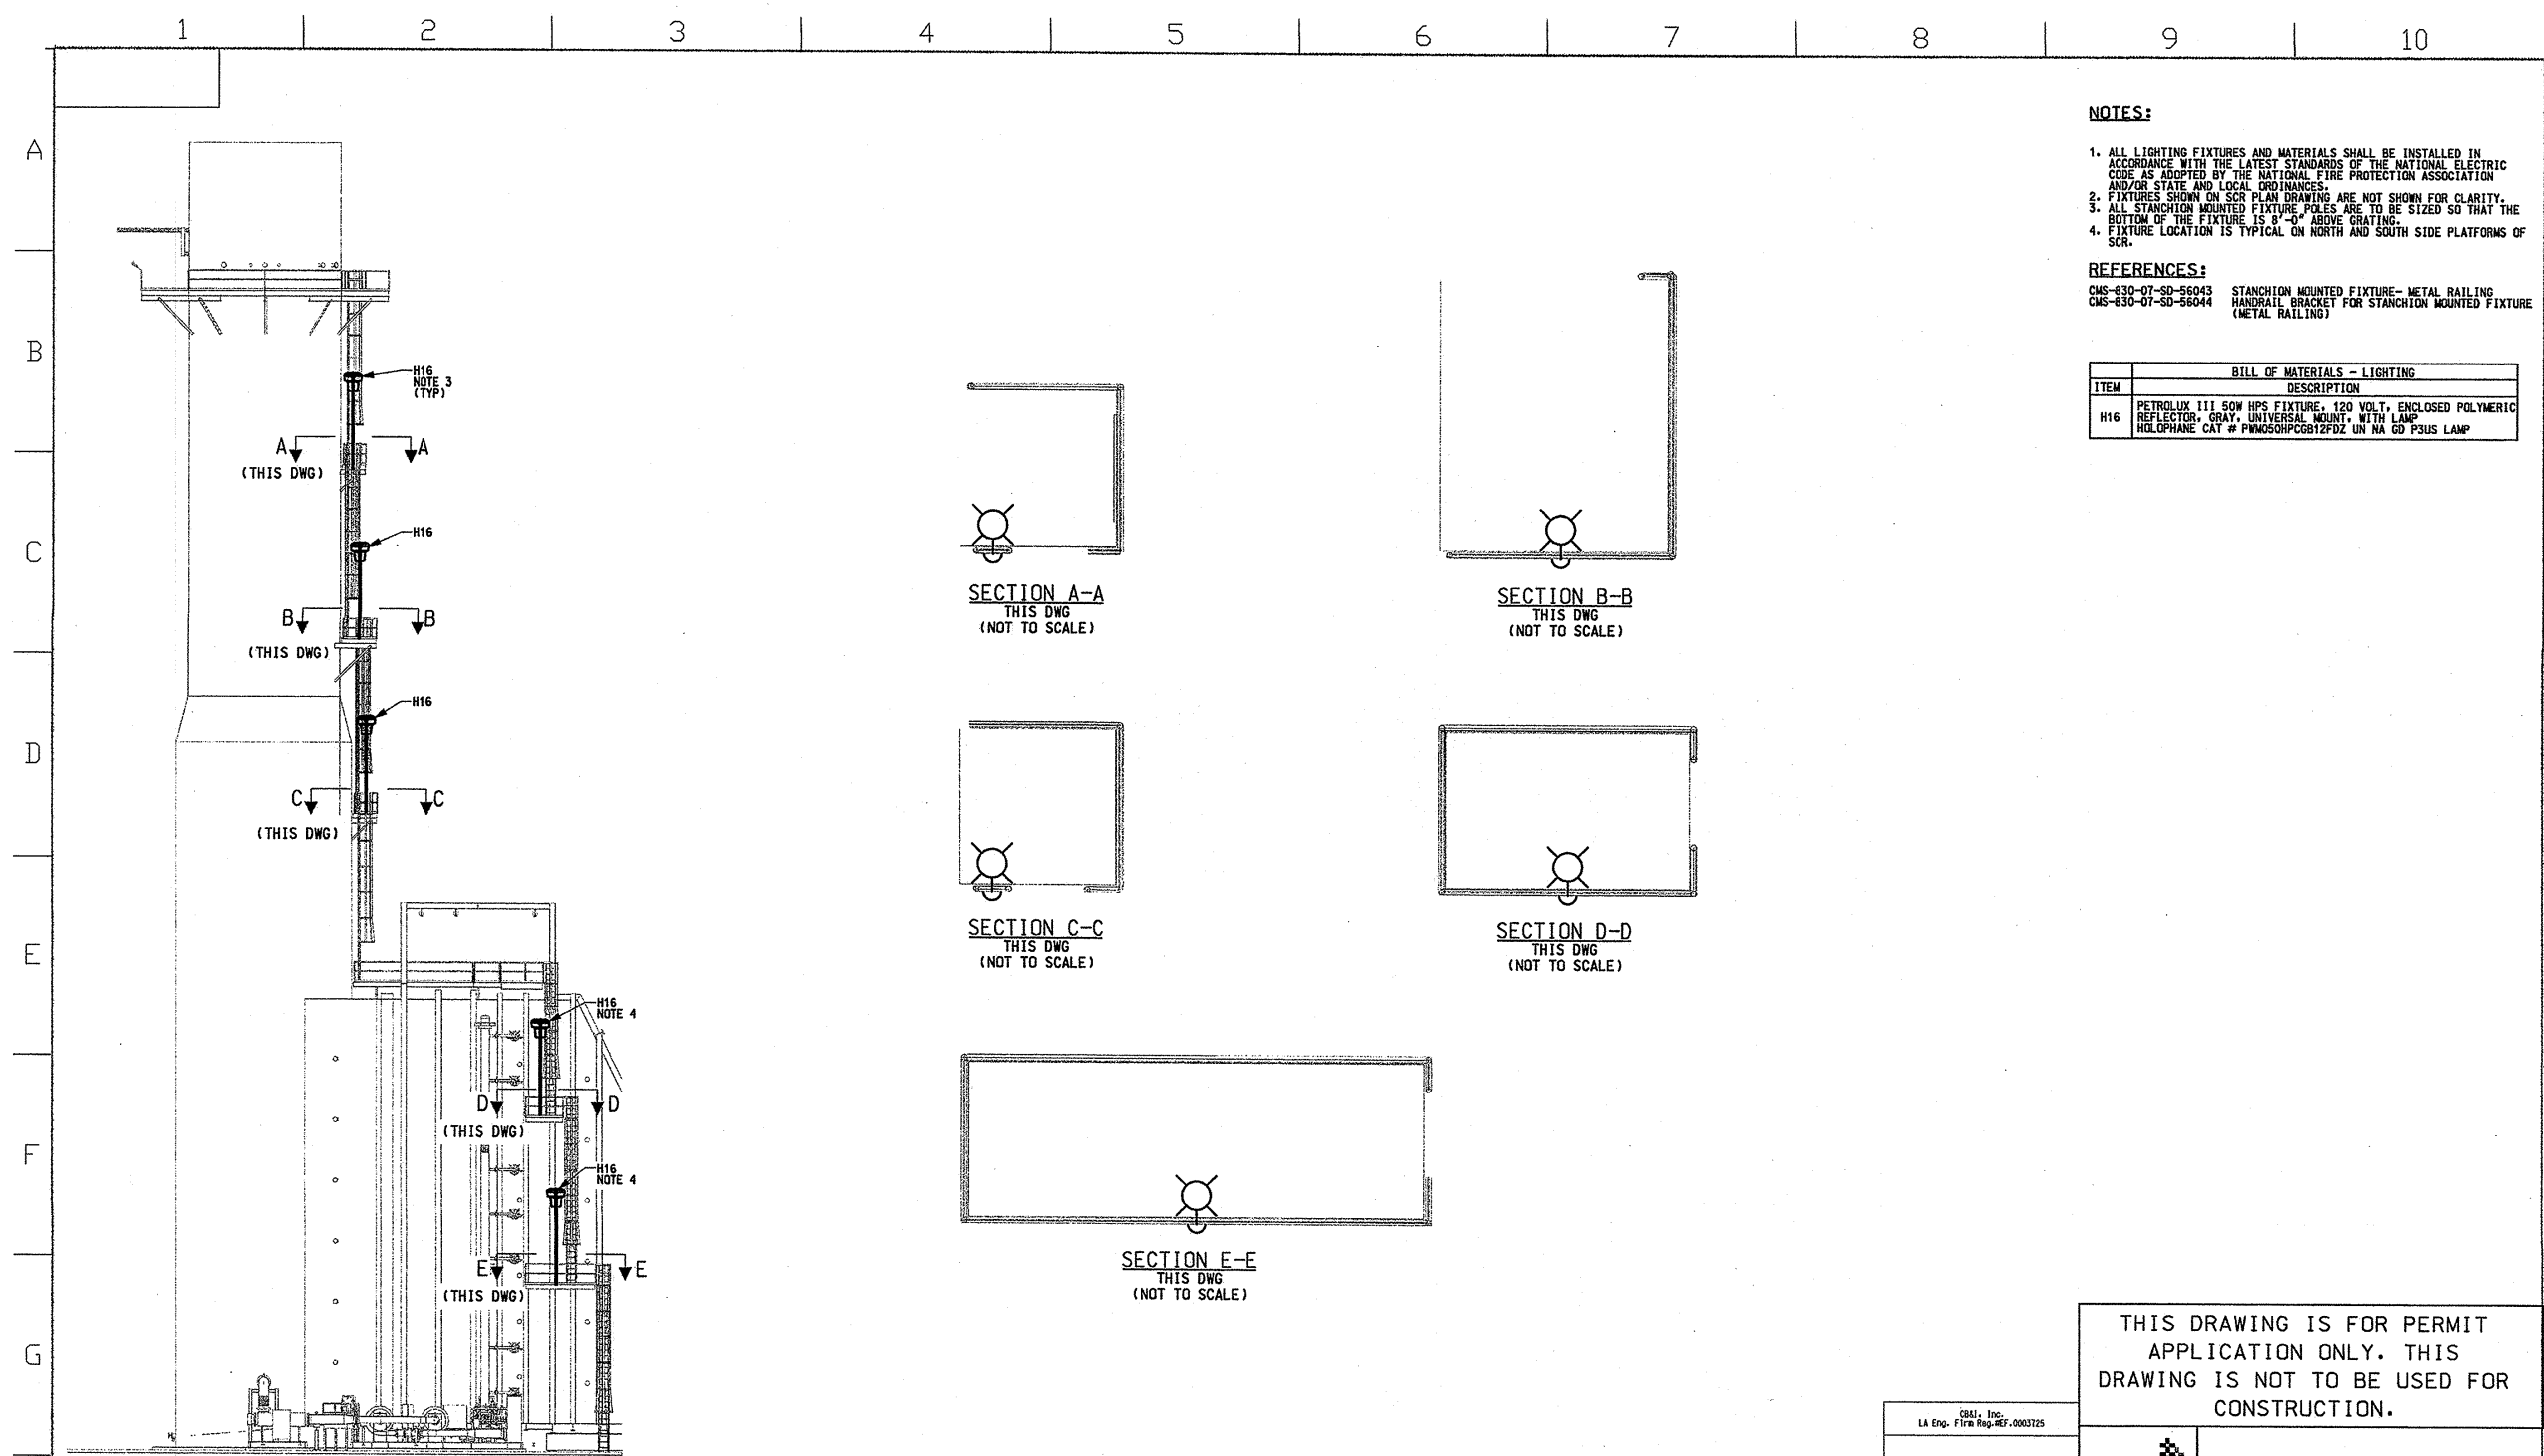 1 2 3 4 5 6 7 8 9 10
A
B
C
D
E
F
G
NOTES:
1. ALL LIGHTING FIXTURES AND MATERIALS SHALL BE INSTALLED IN
ACCORDANCE WITH THE LATEST STANDARDS OF THE NATIONAL ELECTRIC
CODE AS ADOPTED BY THE NATIONAL FIRE PROTECTION ASSOCIATION
AND/OR STATE AND LOCAL ORDINANCES.
2. FIXTURES SHOWN ON SCR PLAN DRAWING ARE NOT SHOWN FOR CLARITY.
3. ALL STANCHION MOUNTED FIXTURE POLES ARE TO BE SIZED SO THAT THE
BOTTOM OF THE FIXTURE IS 8'-0" ABOVE GRATING.
4. FIXTURE LOCATION IS TYPICAL ON NORTH AND SOUTH SIDE PLATFORMS OF
SCR.
REFERENCES:
CMS-830-07-SD-56043 STANCHION MOUNTED FIXTURE- METAL RAILING
CMS-830-07-SD-56044 HANDRAIL BRACKET FOR STANCHION MOUNTED FIXTURE
(METAL RAILING)
BILL OF MATERIALS - LIGHTING
ITEM DESCRIPTION
H16 PETROLUX III 50W HPS FIXTURE, 120 VOLT, ENCLOSED POLYMERIC
REFLECTOR, GRAY, UNIVERSAL MOUNT, WITH LAMP
HOLOPHANE CAT # PWM050HPCGB12FDZ UN NA GD P3US LAMP
H16
NOTE 3
(TYP)
A A
(THIS DWG)
H16
B B
(THIS DWG)
H16
C C
(THIS DWG)
H16
NOTE 4
D D
(THIS DWG)
H16
NOTE 4
E E
(THIS DWG)
SECTION A-A
THIS DWG
(NOT TO SCALE)
SECTION B-B
THIS DWG
(NOT TO SCALE)
SECTION C-C
THIS DWG
(NOT TO SCALE)
SECTION D-D
THIS DWG
(NOT TO SCALE)
SECTION E-E
THIS DWG
(NOT TO SCALE)
THIS DRAWING IS FOR PERMIT
APPLICATION ONLY. THIS
DRAWING IS NOT TO BE USED FOR
CONSTRUCTION.
CB&I, Inc.
LA Eng. Firm Reg.#EF.0003725